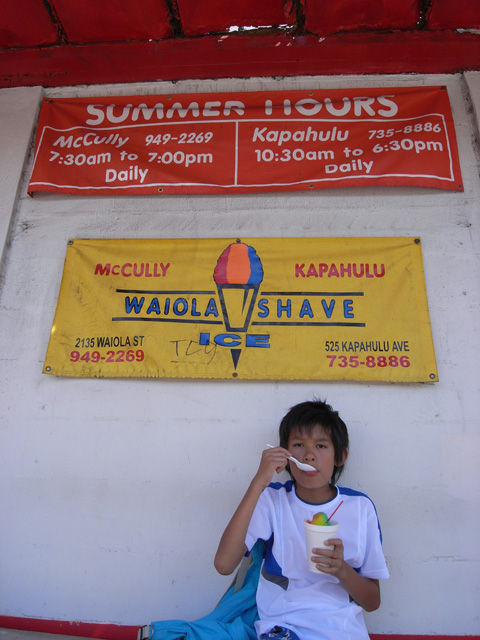 SUMMER HOURS
McCully 949-2269
7:30am to 7:00pm
Daily
Kapahulu 735-8886
10:30am to 6:30pm
Daily
McCULLY KAPAHULU
WAIOLA SHAVE
ICE
2135 WAIOLA ST
949-2269
525 KAPAHULU AVE
735-8886